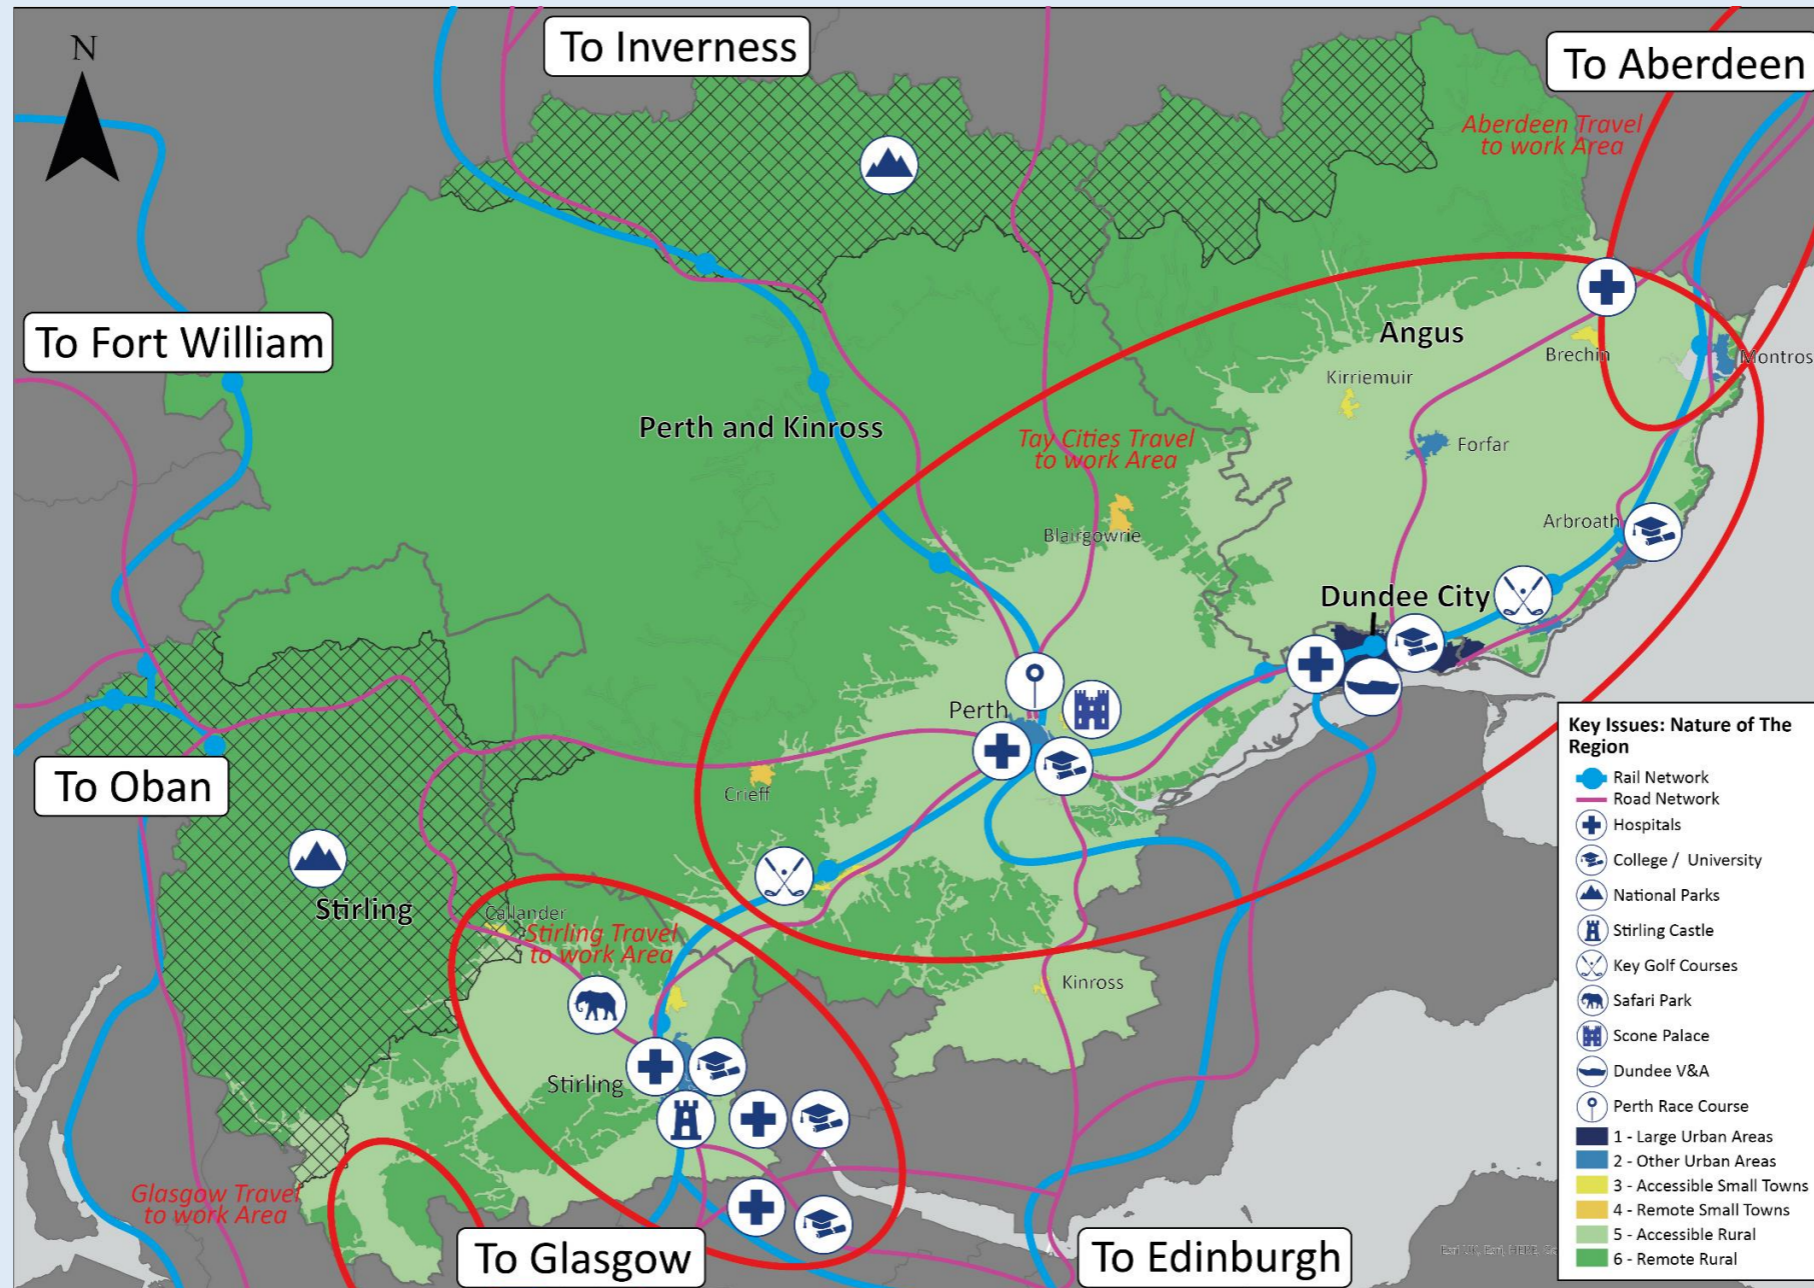 N
To Inverness
To Aberdeen
Aberdeen Travel
to work Area
To Fort William
Angus
Brechin
Montros
Kirriemuir
Perth and Kinross
Tay Cities Travel
to work Area
Forfar
Blairgowrie
Arbroath
Dundee City
Perth
To Oban
Crieff
Stirling
Callander
Stirling Travel
to work Area
Kinross
Stirling
Glasgow Travel
to work Area
To Glasgow
To Edinburgh
Key Issues: Nature of The
Region
Rail Network
Road Network
Hospitals
College / University
National Parks
Stirling Castle
Key Golf Courses
Safari Park
Scone Palace
Dundee V&A
Perth Race Course
1 - Large Urban Areas
2 - Other Urban Areas
3 - Accessible Small Towns
4 - Remote Small Towns
5 - Accessible Rural
6 - Remote Rural